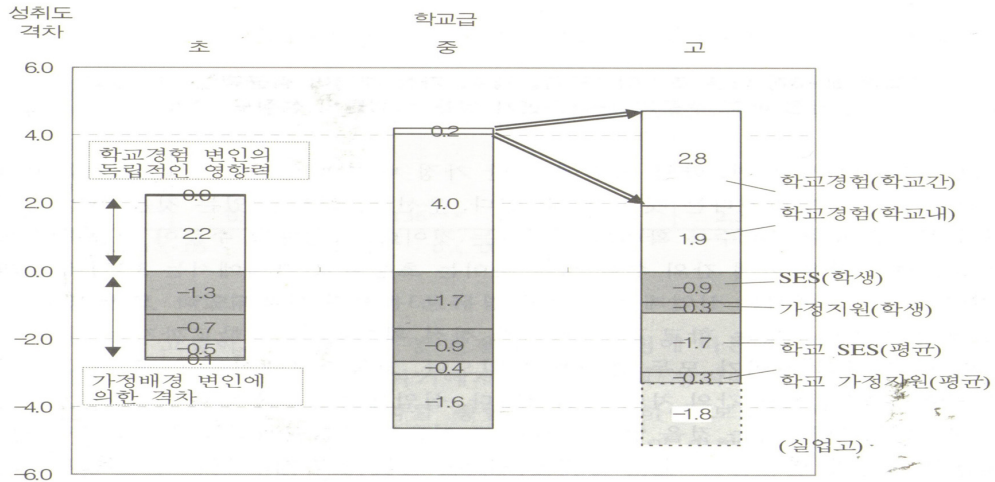 성취도
격차
학교급
초
중
고
6.0
4.0
2.0
0.0
-2.0
-4.0
-6.0
학교경험 변인의
독립적인 영향력
가정배경 변인에
의한 격차
0.0
2.2
-1.3
-0.7
-0.5
-0.1
0.2
4.0
-1.7
-0.9
-0.4
-1.6
2.8
1.9
-0.9
-0.3
-1.7
-0.3
-1.8
학교경험(학교간)
학교경험(학교내)
SES(학생)
가정지원(학생)
학교 SES(평균)
학교 가정지원(평균)
(실업고)